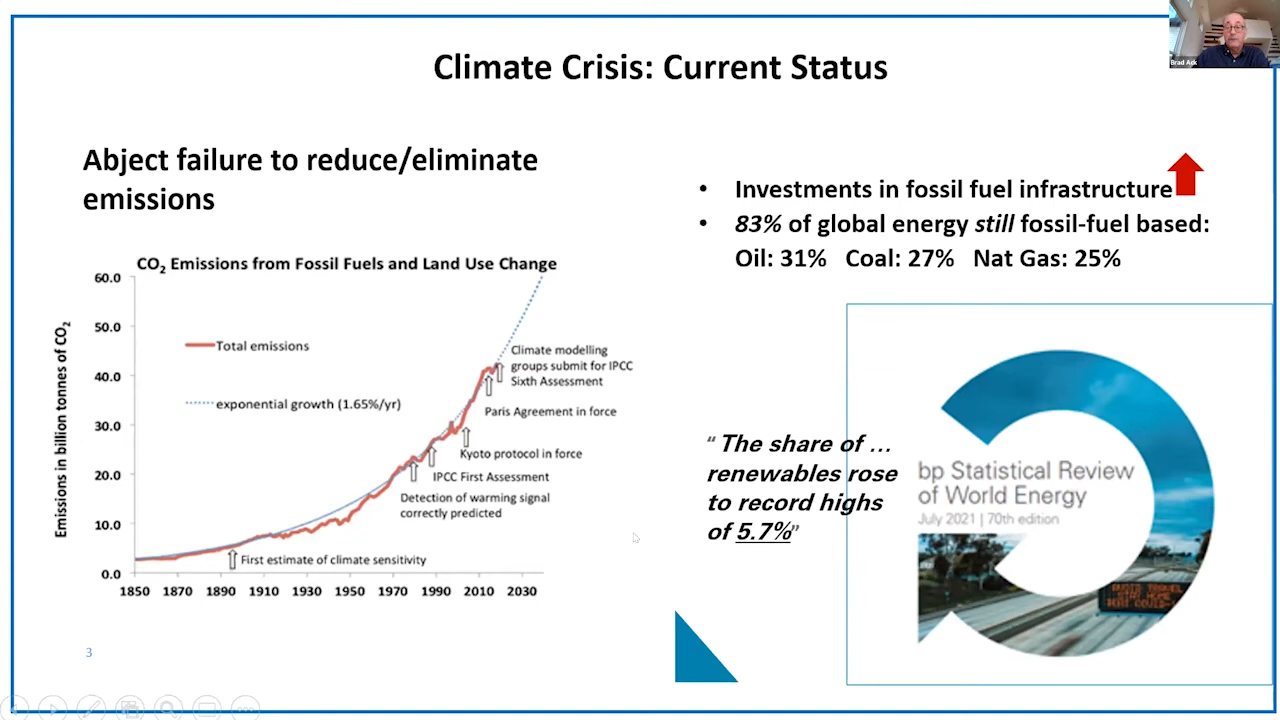 Climate Crisis: Current Status
Brad Ack
Abject failure to reduce/eliminate
emissions
• Investments in fossil fuel infrastructure
• 83% of global energy still fossil-fuel based:
Oil: 31% Coal: 27% Nat Gas: 25%
CO₂ Emissions from Fossil Fuels and Land Use Change
Emissions in billion tonnes of CO₂
60.0
50.0
40.0
30.0
20.0
10.0
0.0
Total emissions
exponential growth (1.65%/yr)
Climate modelling
groups submit for IPCC
Sixth Assessment
Paris Agreement in force
Kyoto protocol in force
IPCC First Assessment
Detection of warming signal
correctly predicted
First estimate of climate sensitivity
1850 1870 1890 1910 1930 1950 1970 1990 2010 2030
“ The share of …
renewables rose
to record highs
of 5.7%”
bp Statistical Review
of World Energy
July 2021 | 70th edition
3